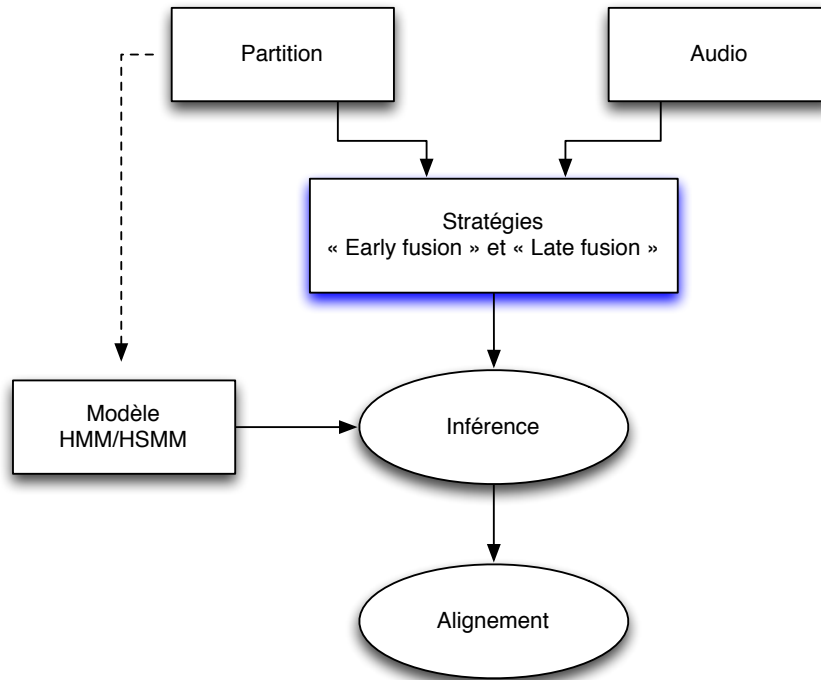 Partition
Audio
Stratégies
« Early fusion » et « Late fusion »
Modèle
HMM/HSMM
Inférence
Alignement